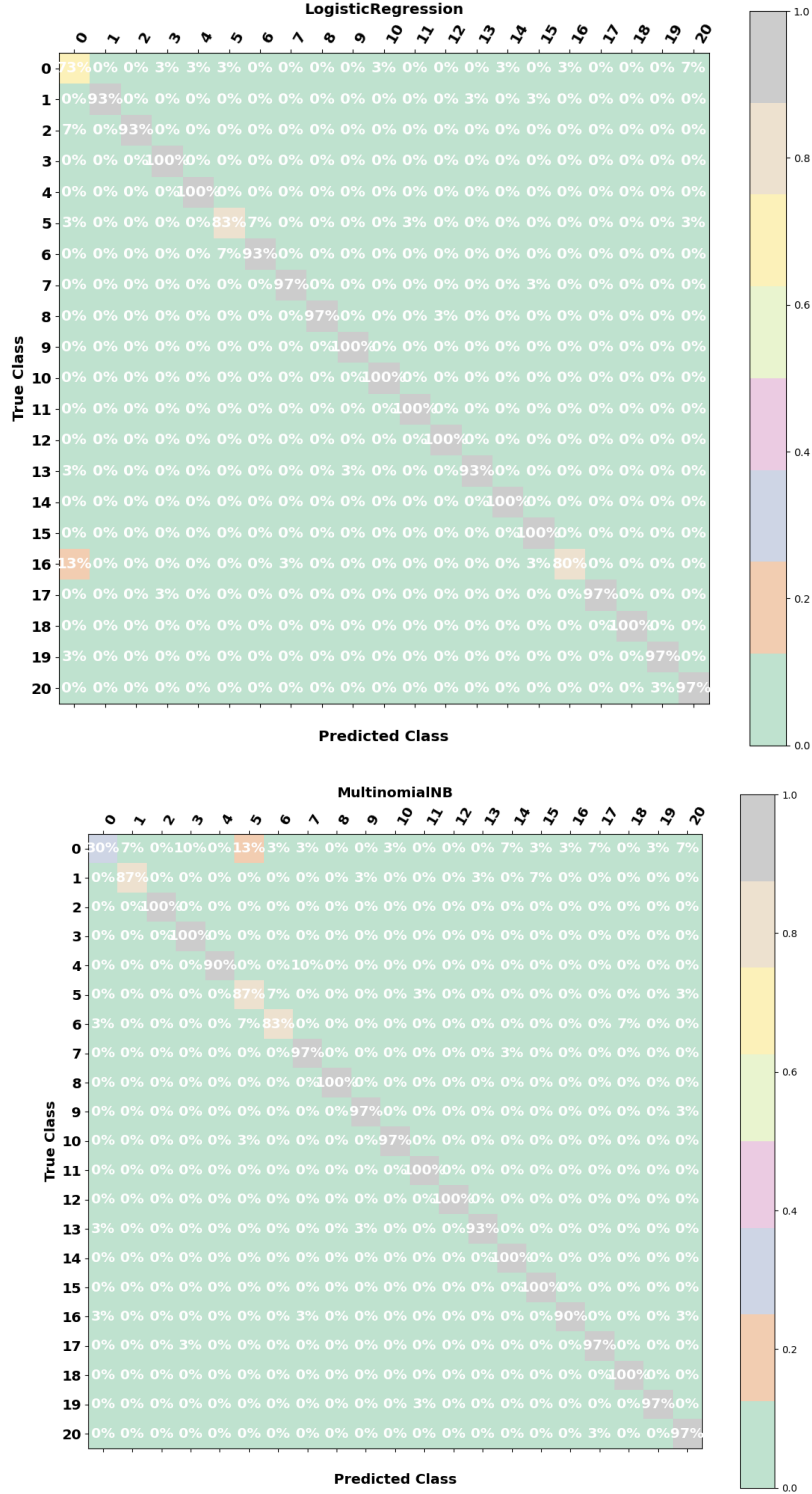 LogisticRegression
0 1 2 3 4 5 6 7 8 9 10 11 12 13 14 15 16 17 18 19 20
0 73% 0% 0% 3% 3% 3% 0% 0% 0% 0% 3% 0% 0% 0% 3% 0% 3% 0% 0% 0% 7%
1 0% 93% 0% 0% 0% 0% 0% 0% 0% 0% 0% 0% 0% 3% 0% 3% 0% 0% 0% 0% 0%
2 7% 0% 93% 0% 0% 0% 0% 0% 0% 0% 0% 0% 0% 0% 0% 0% 0% 0% 0% 0% 0%
3 0% 0% 0% 100% 0% 0% 0% 0% 0% 0% 0% 0% 0% 0% 0% 0% 0% 0% 0% 0% 0%
4 0% 0% 0% 0% 100% 0% 0% 0% 0% 0% 0% 0% 0% 0% 0% 0% 0% 0% 0% 0% 0%
5 3% 0% 0% 0% 0% 83% 7% 0% 0% 0% 0% 3% 0% 0% 0% 0% 0% 0% 0% 0% 3%
6 0% 0% 0% 0% 0% 7% 93% 0% 0% 0% 0% 0% 0% 0% 0% 0% 0% 0% 0% 0% 0%
7 0% 0% 0% 0% 0% 0% 0% 97% 0% 0% 0% 0% 0% 0% 0% 3% 0% 0% 0% 0% 0%
8 0% 0% 0% 0% 0% 0% 0% 0% 97% 0% 0% 0% 3% 0% 0% 0% 0% 0% 0% 0% 0%
9 0% 0% 0% 0% 0% 0% 0% 0% 0% 100% 0% 0% 0% 0% 0% 0% 0% 0% 0% 0% 0%
10 0% 0% 0% 0% 0% 0% 0% 0% 0% 0% 100% 0% 0% 0% 0% 0% 0% 0% 0% 0% 0%
11 0% 0% 0% 0% 0% 0% 0% 0% 0% 0% 0% 100% 0% 0% 0% 0% 0% 0% 0% 0% 0%
12 0% 0% 0% 0% 0% 0% 0% 0% 0% 0% 0% 0% 100% 0% 0% 0% 0% 0% 0% 0% 0%
13 3% 0% 0% 0% 0% 0% 0% 0% 0% 3% 0% 0% 0% 93% 0% 0% 0% 0% 0% 0% 0%
14 0% 0% 0% 0% 0% 0% 0% 0% 0% 0% 0% 0% 0% 0% 100% 0% 0% 0% 0% 0% 0%
15 0% 0% 0% 0% 0% 0% 0% 0% 0% 0% 0% 0% 0% 0% 0% 100% 0% 0% 0% 0% 0%
16 13% 0% 0% 0% 0% 0% 0% 3% 0% 0% 0% 0% 0% 0% 0% 3% 80% 0% 0% 0% 0%
17 0% 0% 0% 3% 0% 0% 0% 0% 0% 0% 0% 0% 0% 0% 0% 0% 0% 97% 0% 0% 0%
18 0% 0% 0% 0% 0% 0% 0% 0% 0% 0% 0% 0% 0% 0% 0% 0% 0% 0% 100% 0% 0%
19 3% 0% 0% 0% 0% 0% 0% 0% 0% 0% 0% 0% 0% 0% 0% 0% 0% 0% 0% 97% 0%
20 0% 0% 0% 0% 0% 0% 0% 0% 0% 0% 0% 0% 0% 0% 0% 0% 0% 0% 0% 3% 97%
True Class
Predicted Class
1.0
0.8
0.6
0.4
0.2
0.0
MultinomialNB
0 1 2 3 4 5 6 7 8 9 10 11 12 13 14 15 16 17 18 19 20
0 30% 7% 0% 10% 0% 13% 3% 3% 0% 0% 3% 0% 0% 0% 7% 3% 3% 7% 0% 3% 7%
1 0% 87% 0% 0% 0% 0% 0% 0% 0% 3% 0% 0% 0% 3% 0% 7% 0% 0% 0% 0% 0%
2 0% 0% 100% 0% 0% 0% 0% 0% 0% 0% 0% 0% 0% 0% 0% 0% 0% 0% 0% 0% 0%
3 0% 0% 0% 100% 0% 0% 0% 0% 0% 0% 0% 0% 0% 0% 0% 0% 0% 0% 0% 0% 0%
4 0% 0% 0% 0% 90% 0% 0% 10% 0% 0% 0% 0% 0% 0% 0% 0% 0% 0% 0% 0% 0%
5 0% 0% 0% 0% 0% 87% 7% 0% 0% 0% 0% 3% 0% 0% 0% 0% 0% 0% 0% 0% 3%
6 3% 0% 0% 0% 0% 7% 83% 0% 0% 0% 0% 0% 0% 0% 0% 0% 0% 0% 7% 0% 0%
7 0% 0% 0% 0% 0% 0% 0% 97% 0% 0% 0% 0% 0% 0% 3% 0% 0% 0% 0% 0% 0%
8 0% 0% 0% 0% 0% 0% 0% 0% 100% 0% 0% 0% 0% 0% 0% 0% 0% 0% 0% 0% 0%
9 0% 0% 0% 0% 0% 0% 0% 0% 0% 97% 0% 0% 0% 0% 0% 0% 0% 0% 0% 0% 3%
10 0% 0% 0% 0% 0% 3% 0% 0% 0% 0% 97% 0% 0% 0% 0% 0% 0% 0% 0% 0% 0%
11 0% 0% 0% 0% 0% 0% 0% 0% 0% 0% 0% 100% 0% 0% 0% 0% 0% 0% 0% 0% 0%
12 0% 0% 0% 0% 0% 0% 0% 0% 0% 0% 0% 0% 100% 0% 0% 0% 0% 0% 0% 0% 0%
13 3% 0% 0% 0% 0% 0% 0% 0% 0% 3% 0% 0% 0% 93% 0% 0% 0% 0% 0% 0% 0%
14 0% 0% 0% 0% 0% 0% 0% 0% 0% 0% 0% 0% 0% 0% 100% 0% 0% 0% 0% 0% 0%
15 0% 0% 0% 0% 0% 0% 0% 0% 0% 0% 0% 0% 0% 0% 0% 100% 0% 0% 0% 0% 0%
16 3% 0% 0% 0% 0% 0% 0% 3% 0% 0% 0% 0% 0% 0% 0% 0% 90% 0% 0% 0% 3%
17 0% 0% 0% 3% 0% 0% 0% 0% 0% 0% 0% 0% 0% 0% 0% 0% 0% 97% 0% 0% 0%
18 0% 0% 0% 0% 0% 0% 0% 0% 0% 0% 0% 0% 0% 0% 0% 0% 0% 0% 100% 0% 0%
19 0% 0% 0% 0% 0% 0% 0% 0% 0% 0% 0% 3% 0% 0% 0% 0% 0% 0% 0% 97% 0%
20 0% 0% 0% 0% 0% 0% 0% 0% 0% 0% 0% 0% 0% 0% 0% 0% 0% 3% 0% 0% 97%
True Class
Predicted Class
1.0
0.8
0.6
0.4
0.2
0.0